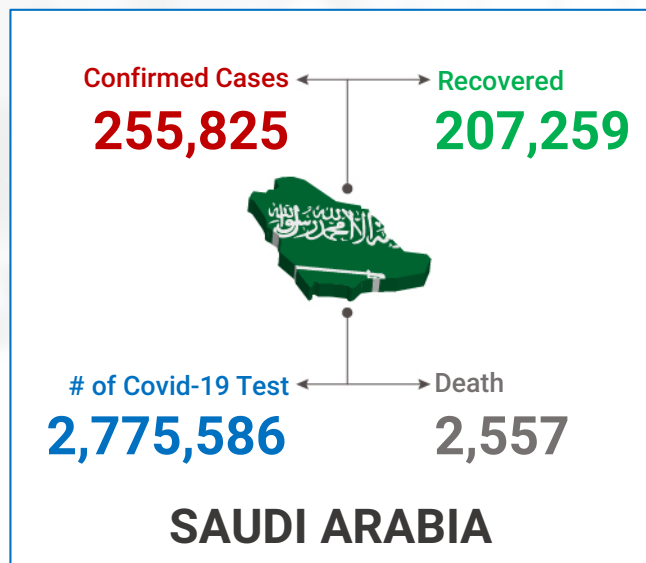 Confirmed Cases
255,825
Recovered
207,259
# of Covid-19 Test
2,775,586
Death
2,557
SAUDI ARABIA